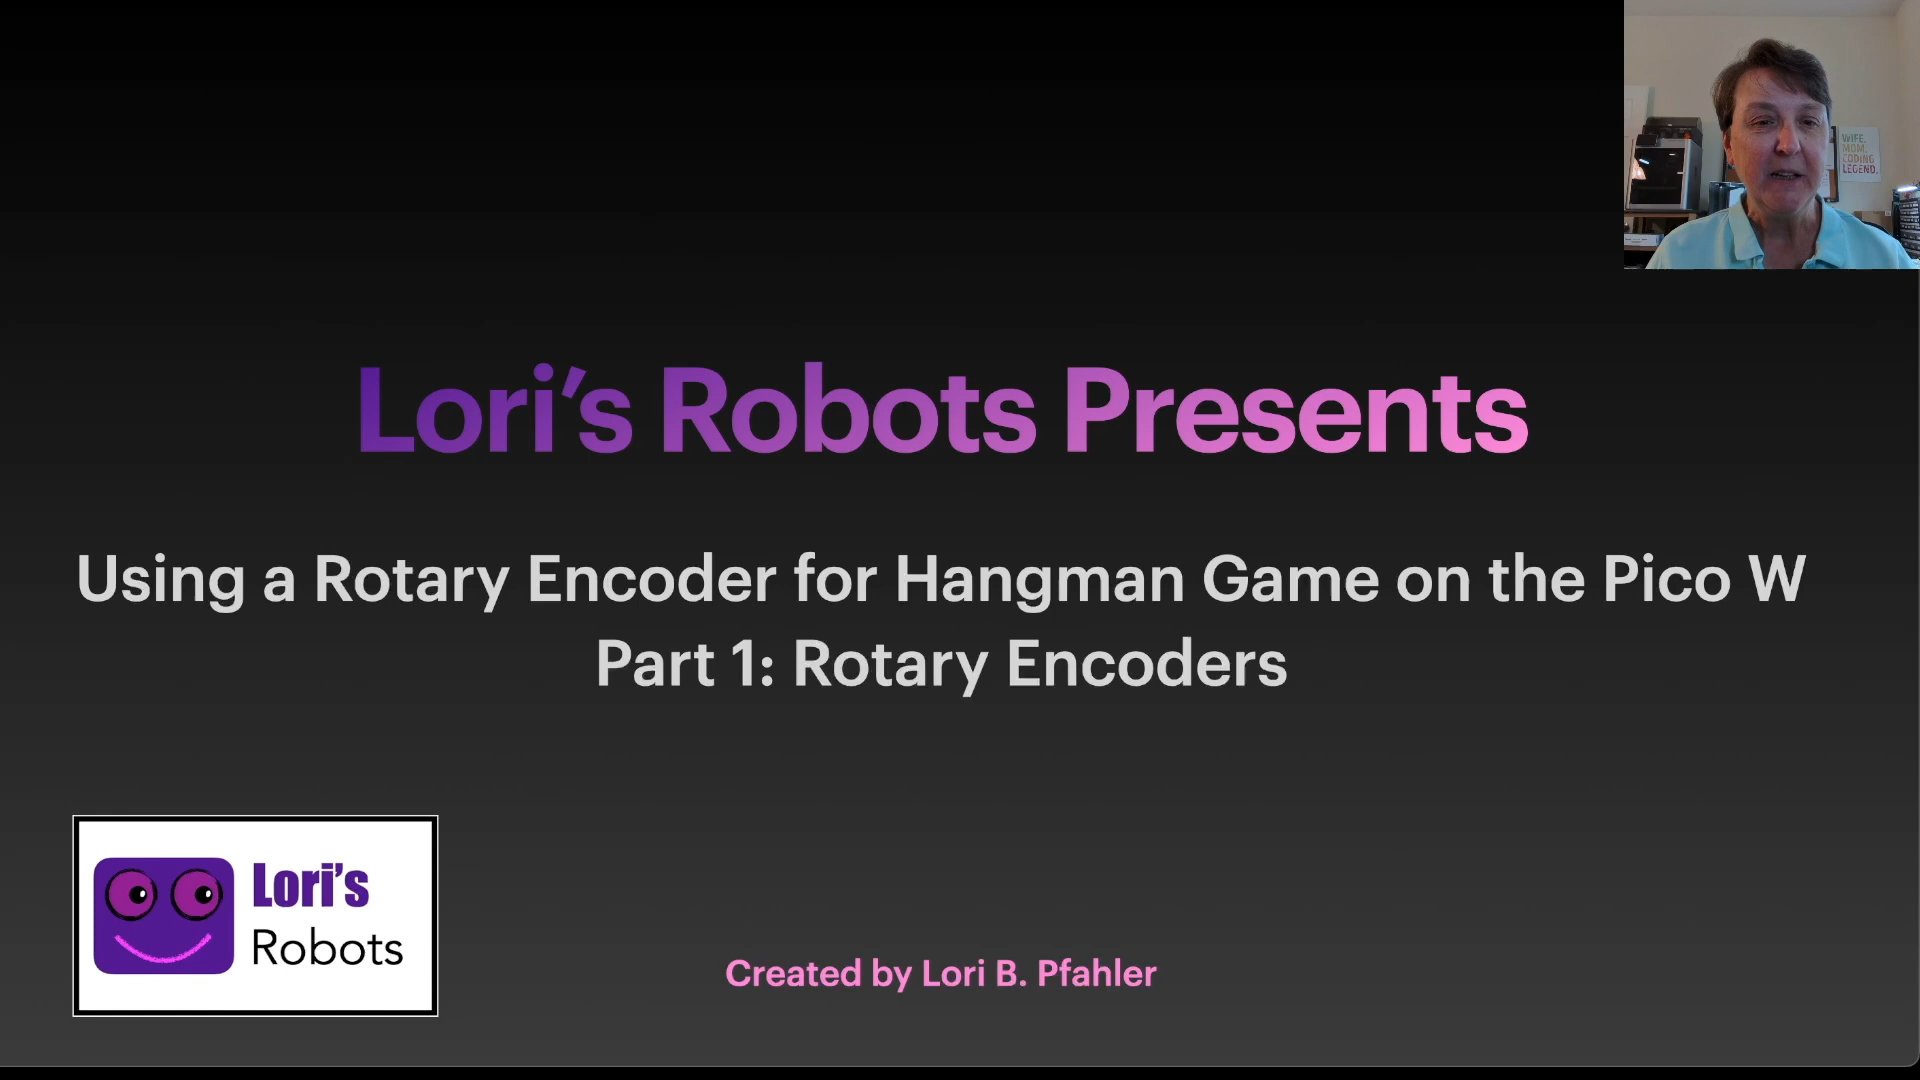 WIFE.
MOM.
CODING
LEGEND.
Lori's Robots Presents
Using a Rotary Encoder for Hangman Game on the Pico W
Part 1: Rotary Encoders
Lori's
Robots
Created by Lori B. Pfahler